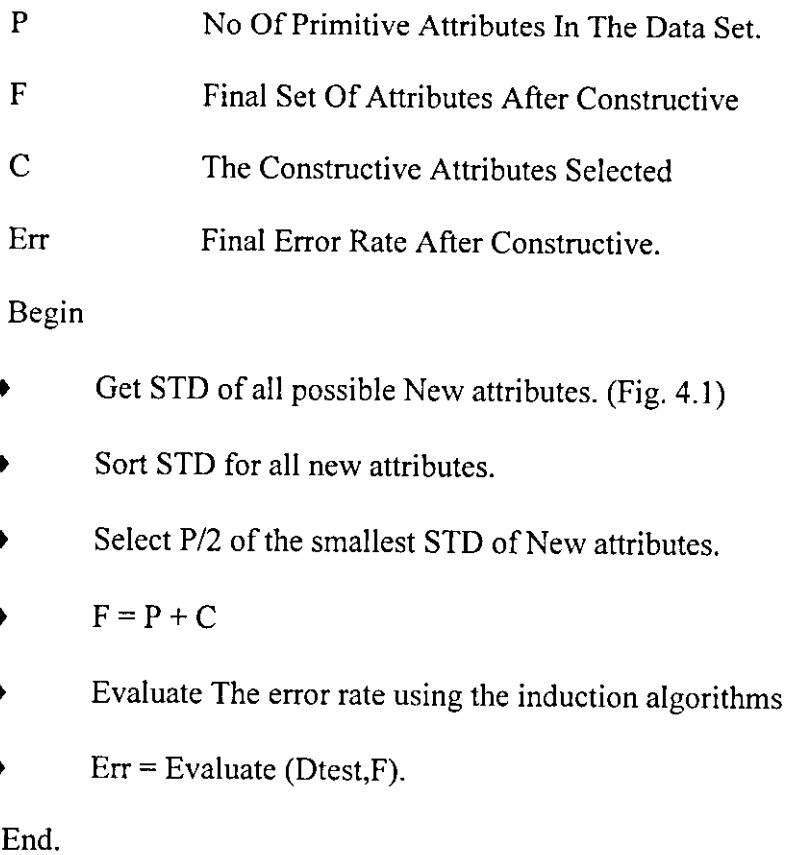 P No Of Primitive Attributes In The Data Set.
F Final Set Of Attributes After Constructive
C The Constructive Attributes Selected
Err Final Error Rate After Constructive.
Begin
Get STD of all possible New attributes. (Fig. 4.1)
Sort STD for all new attributes.
Select P/2 of the smallest STD of New attributes.
F = P + C
Evaluate The error rate using the induction algorithms
Err = Evaluate (Dtest,F).
End.